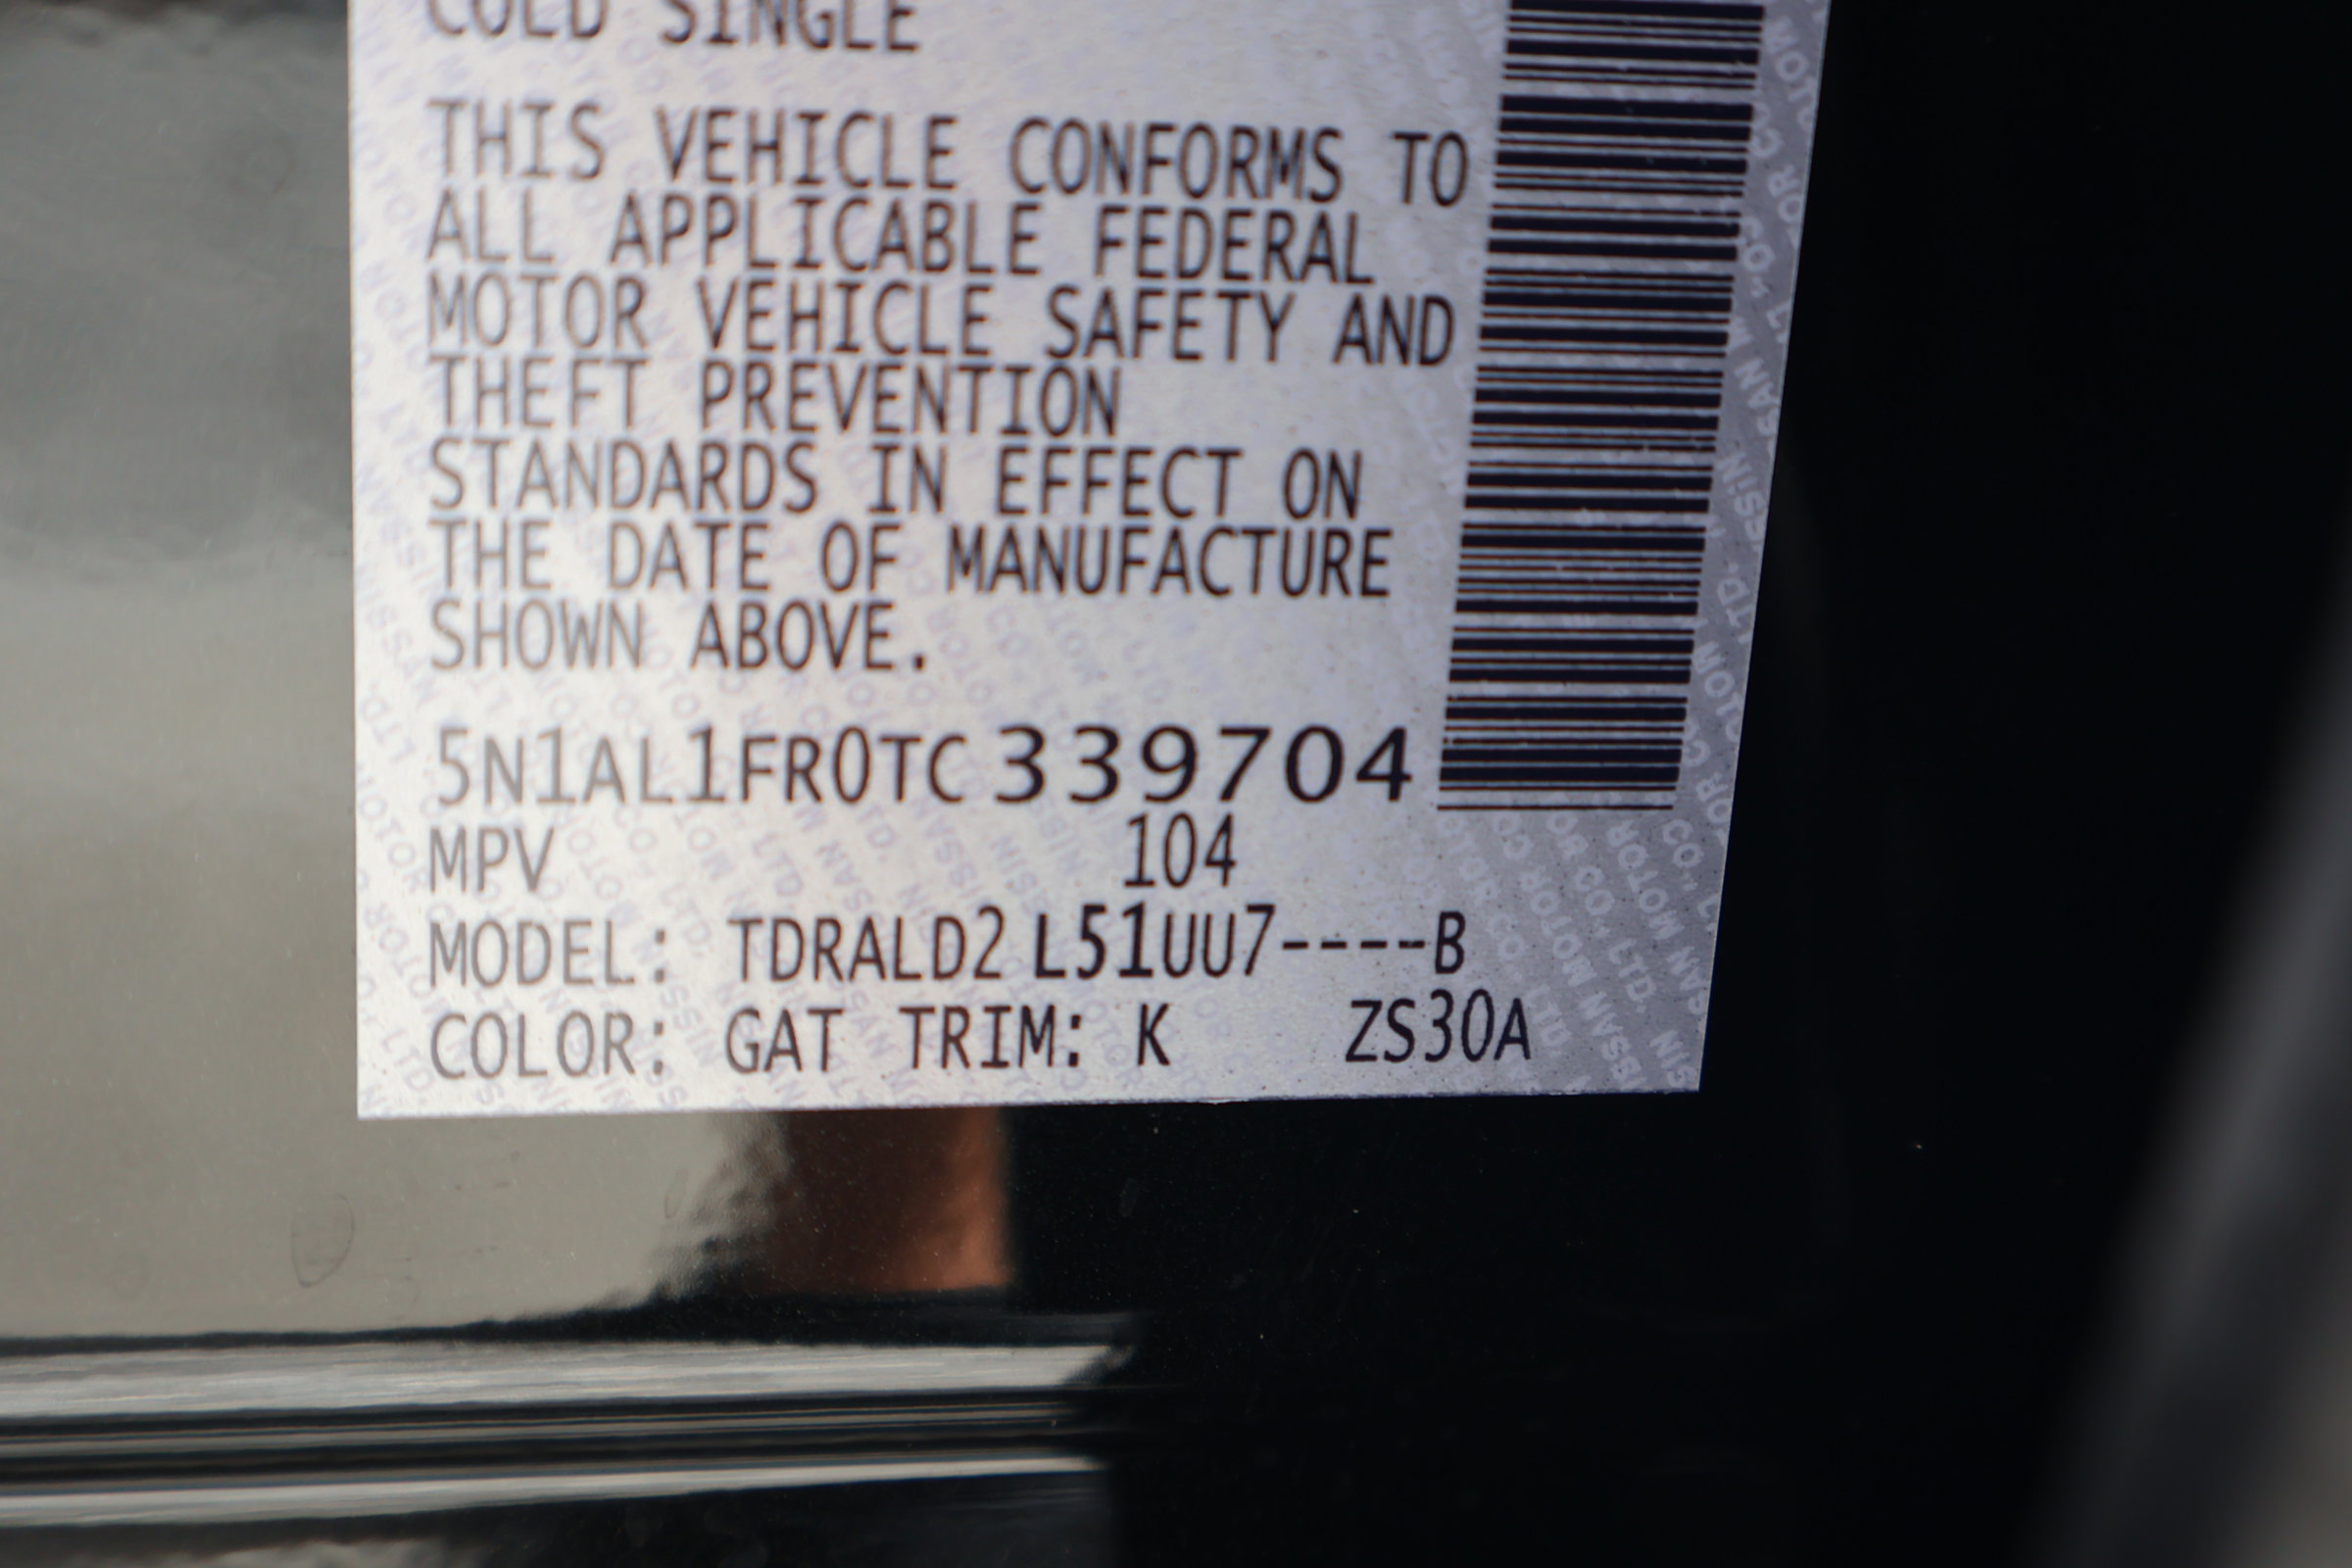 COLD SINGLE
THIS VEHICLE CONFORMS TO
ALL APPLICABLE FEDERAL
MOTOR VEHICLE SAFETY AND
THEFT PREVENTION
STANDARDS IN EFFECT ON
THE DATE OF MANUFACTURE
SHOWN ABOVE.
5N1AL1FR0TC339704
MPV 104
MODEL: TDRALD2L51UU7----B
COLOR: GAT TRIM: K ZS30A